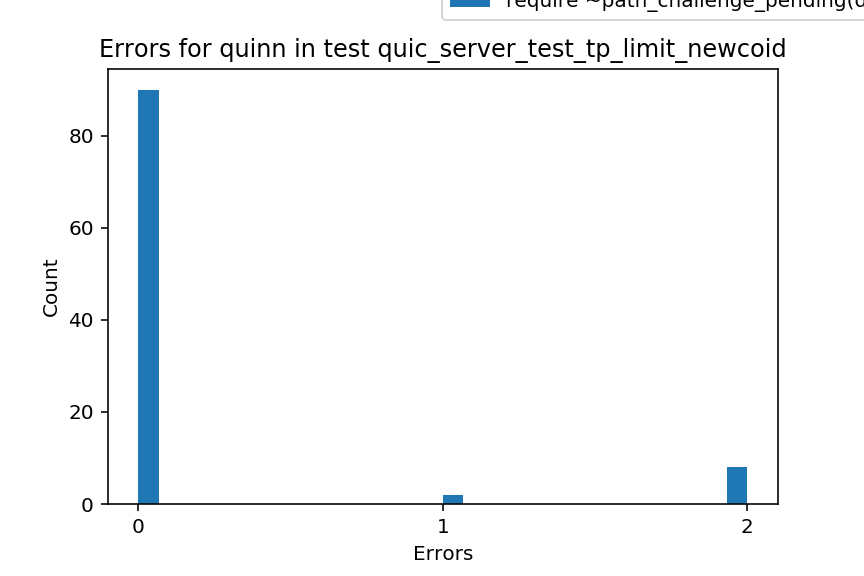 require ~path_challenge_pending(d
Errors for quinn in test quic_server_test_tp_limit_newcoid
80
60
40
20
0
Count
0 1 2
Errors